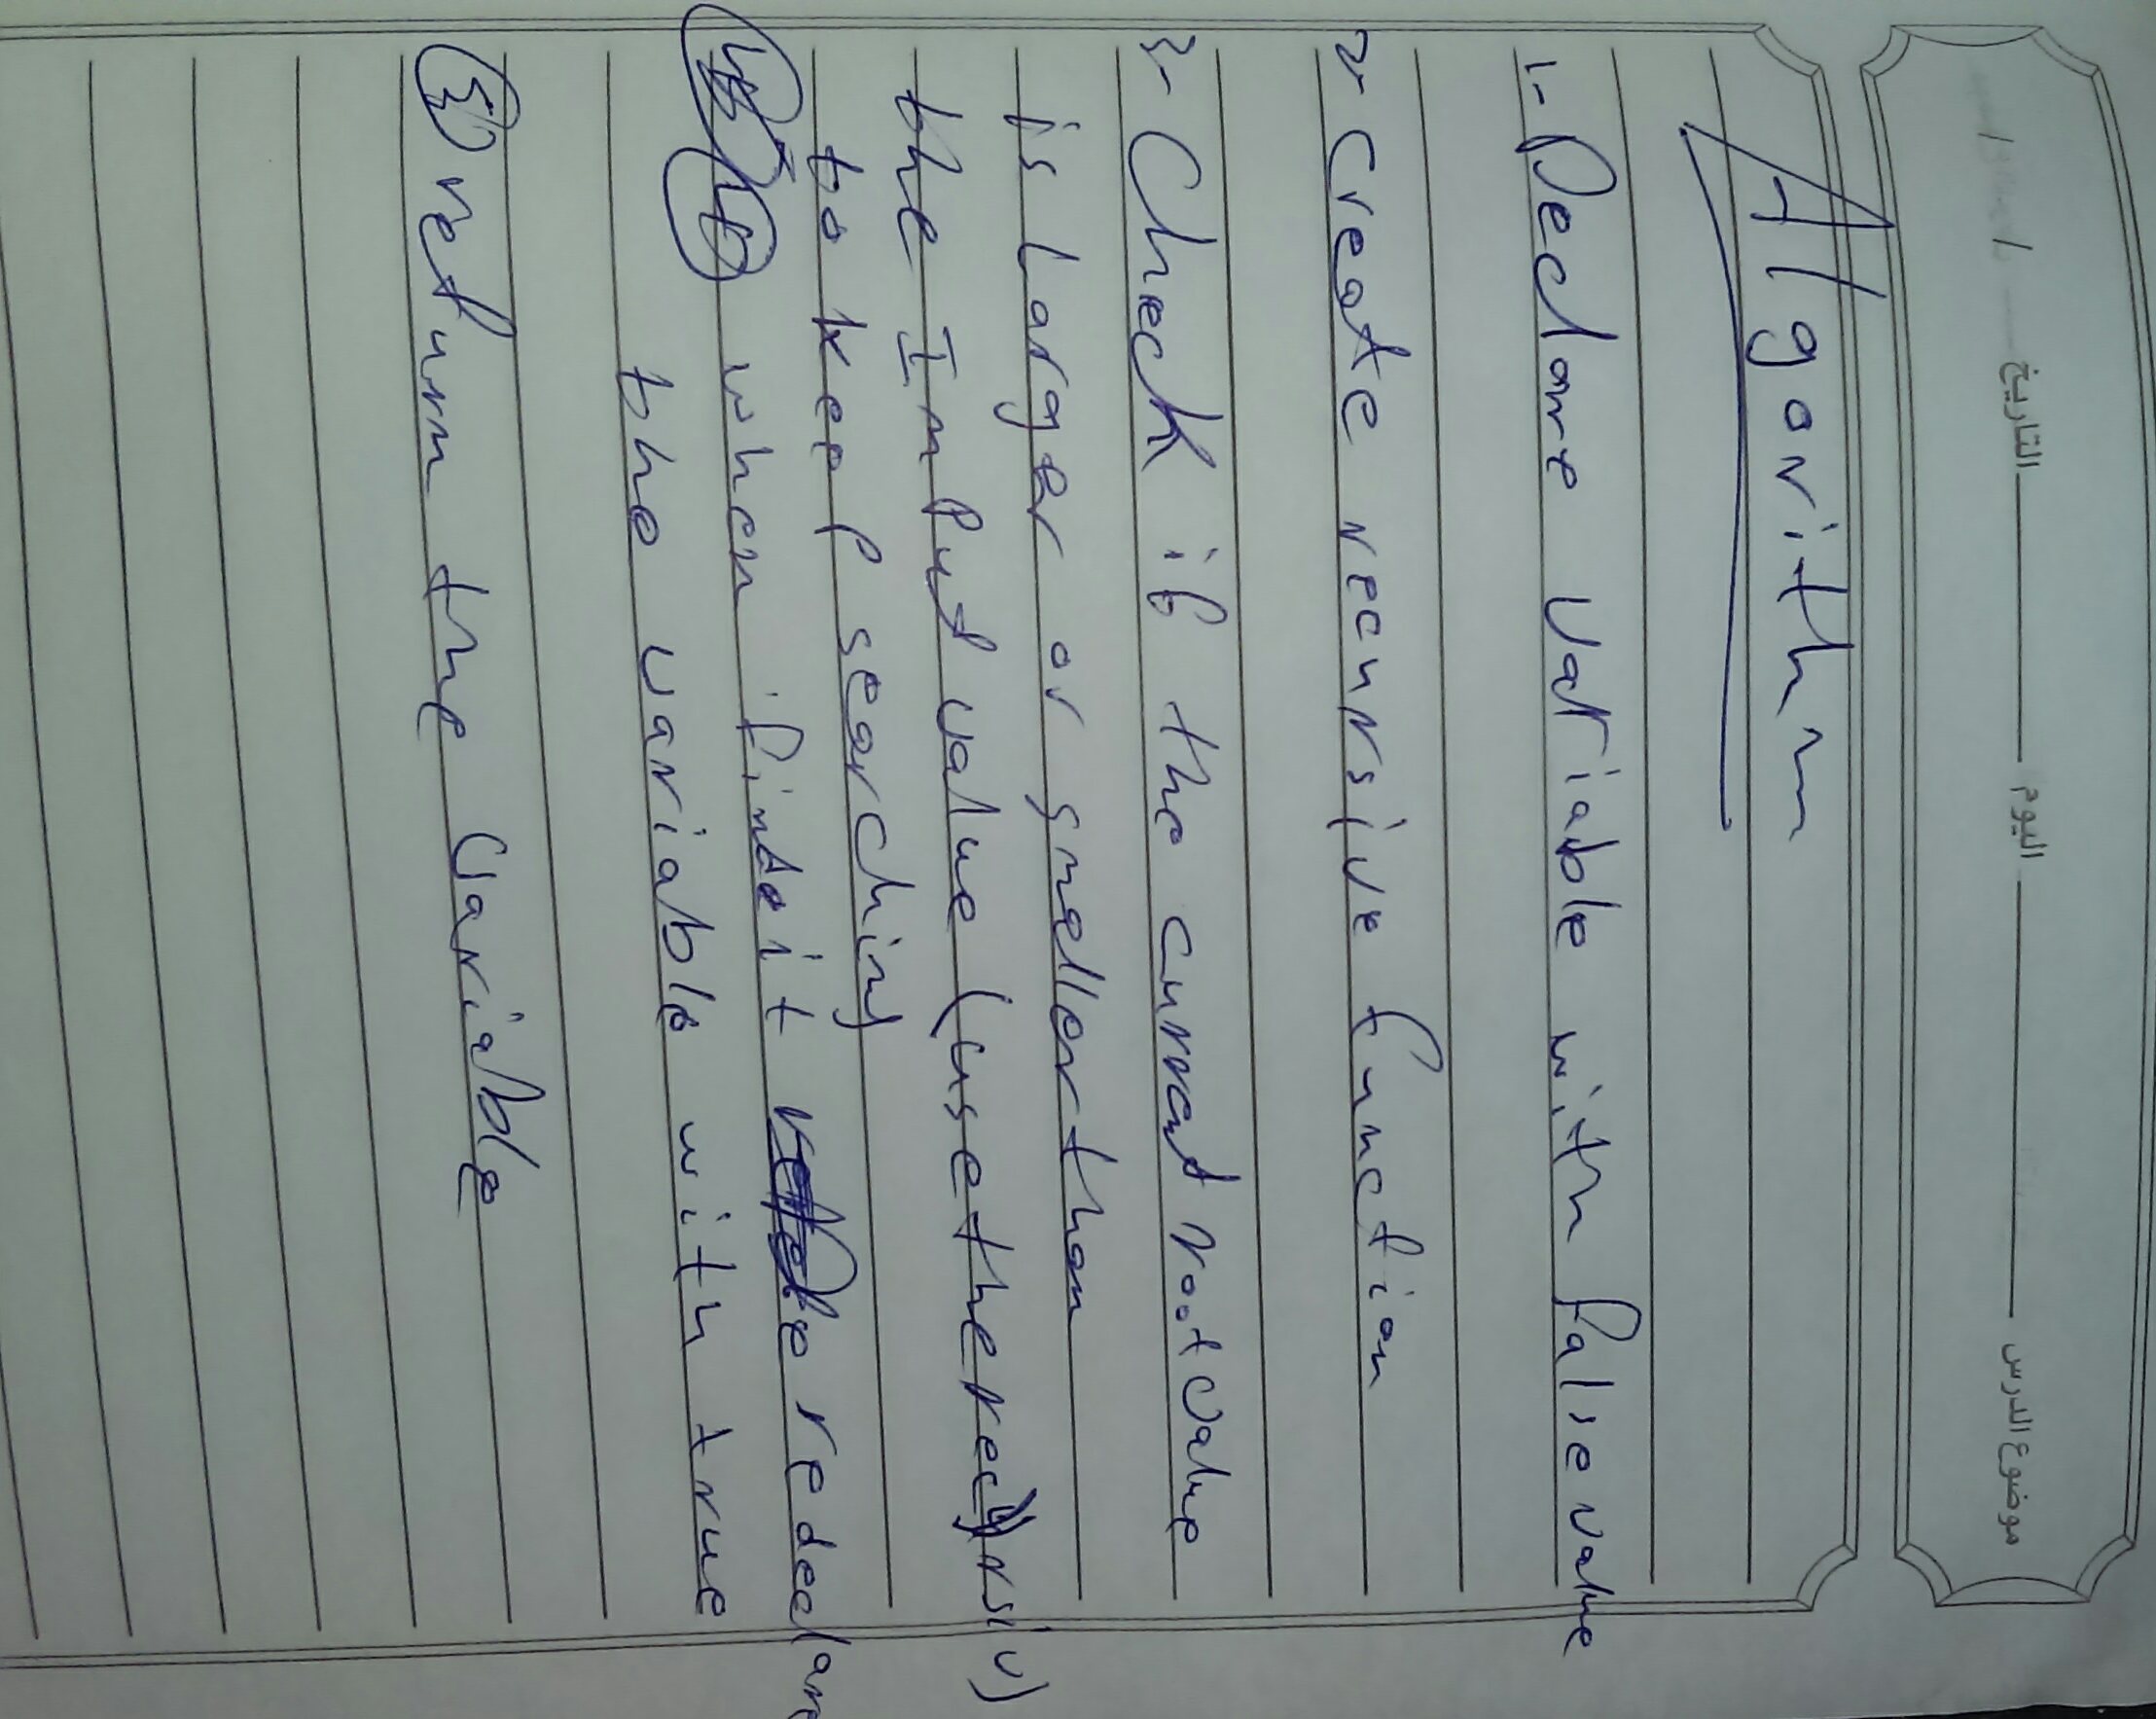 التاريخ اليوم موضوع الدرس
Algorithm
1- Declare Variable with false value
2- create recursive function
3- Check if the current root value
is larger or smaller than
the Input value (use the recursiv)
to keep searching
4 when finde it redeclare
the variable with true
5 return the variable